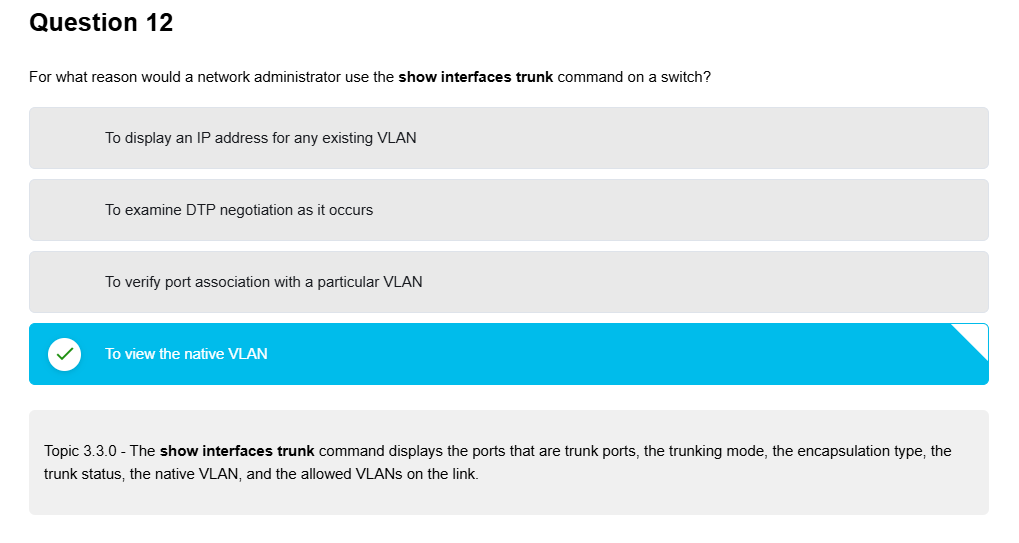 Question 12
For what reason would a network administrator use the show interfaces trunk command on a switch?
To display an IP address for any existing VLAN
To examine DTP negotiation as it occurs
To verify port association with a particular VLAN
To view the native VLAN
Topic 3.3.0 - The show interfaces trunk command displays the ports that are trunk ports, the trunking mode, the encapsulation type, the
trunk status, the native VLAN, and the allowed VLANs on the link.